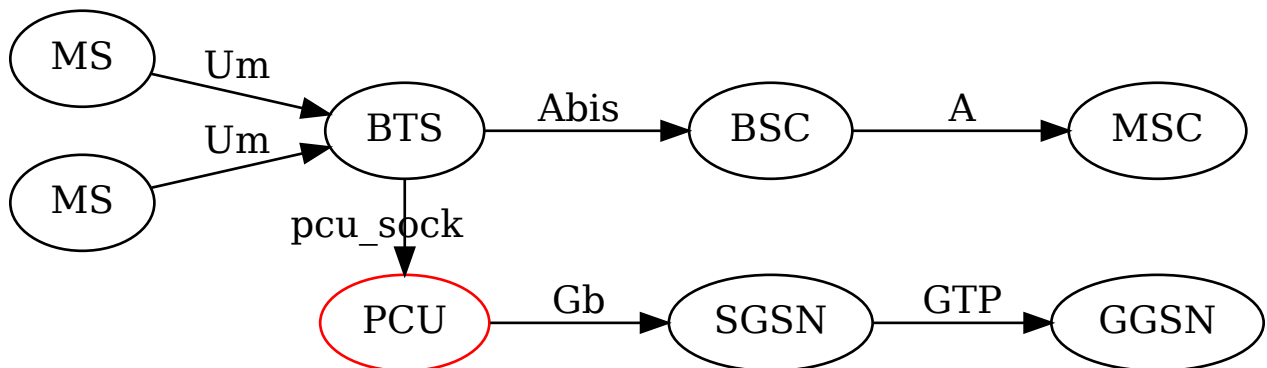 MS
Um
BTS
Abis
BSC
A
MSC
Um
MS
pcu_sock
PCU
Gb
SGSN
GTP
GGSN